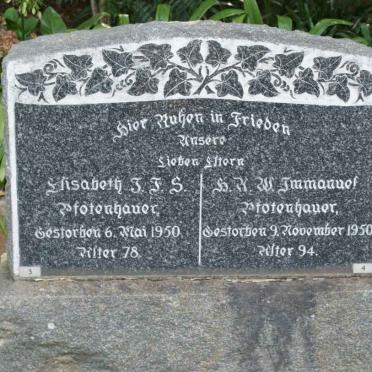 Hier Ruhen in Frieden
Unsere
Lieben Eltern
Elisabeth J. F. S.
Pfotenhauer,
Gestorben 6. Mai 1950.
Alter 78.
H. R. W. Immanuel
Pfotenhauer,
Gestorben 9. November 1950
Alter 94.
3
4